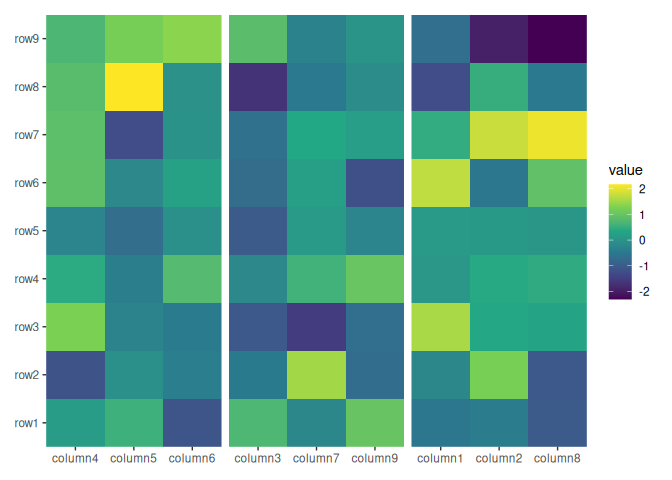 row9
row8
row7
row6
row5
row4
row3
row2
row1
column4 column5 column6 column3 column7 column9 column1 column2 column8
value
2
1
0
-1
-2